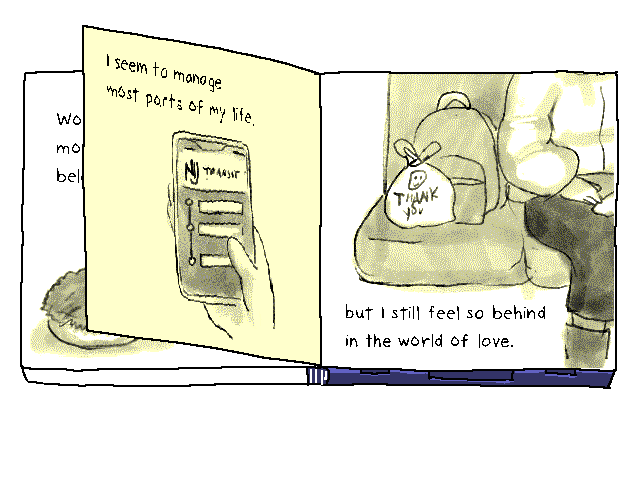 I seem to manage
most parts of my life.
NJ TRANSIT
THANK
YOU
but I still feel so behind
in the world of love.